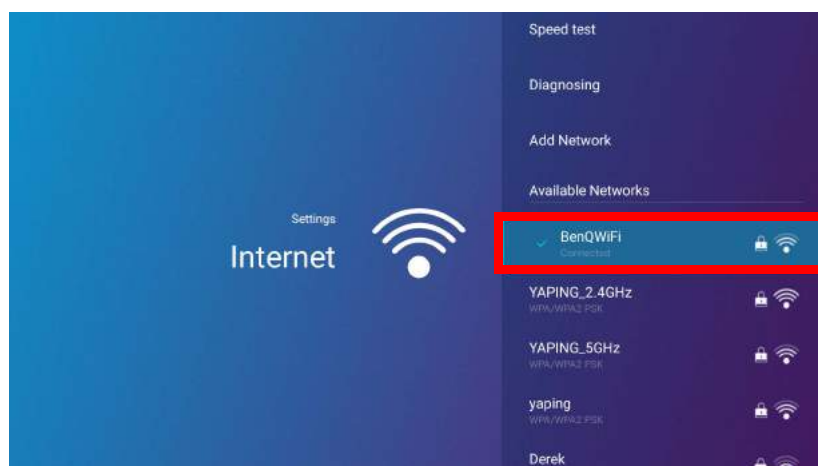 Speed test
Diagnosing
Add Network
Available Networks
Settings
Internet
BenQWiFi
Connected
YAPING_2.4GHz
WPA/WPA2 PSK
YAPING_5GHz
WPA/WPA2 PSK
yaping
WPA/WPA2 PSK
Derek